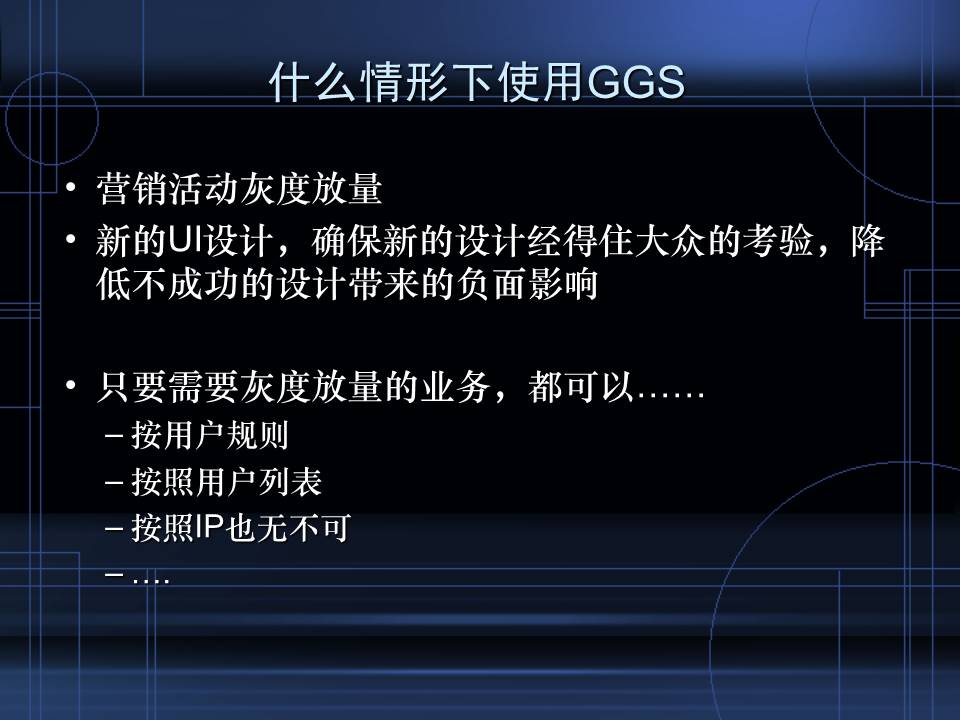 什么情形下使用GGS
• 营销活动灰度放量
• 新的UI设计，确保新的设计经得住大众的考验，降
低不成功的设计带来的负面影响
• 只要需要灰度放量的业务，都可以……
– 按用户规则
– 按照用户列表
– 按照IP也无不可
– ….